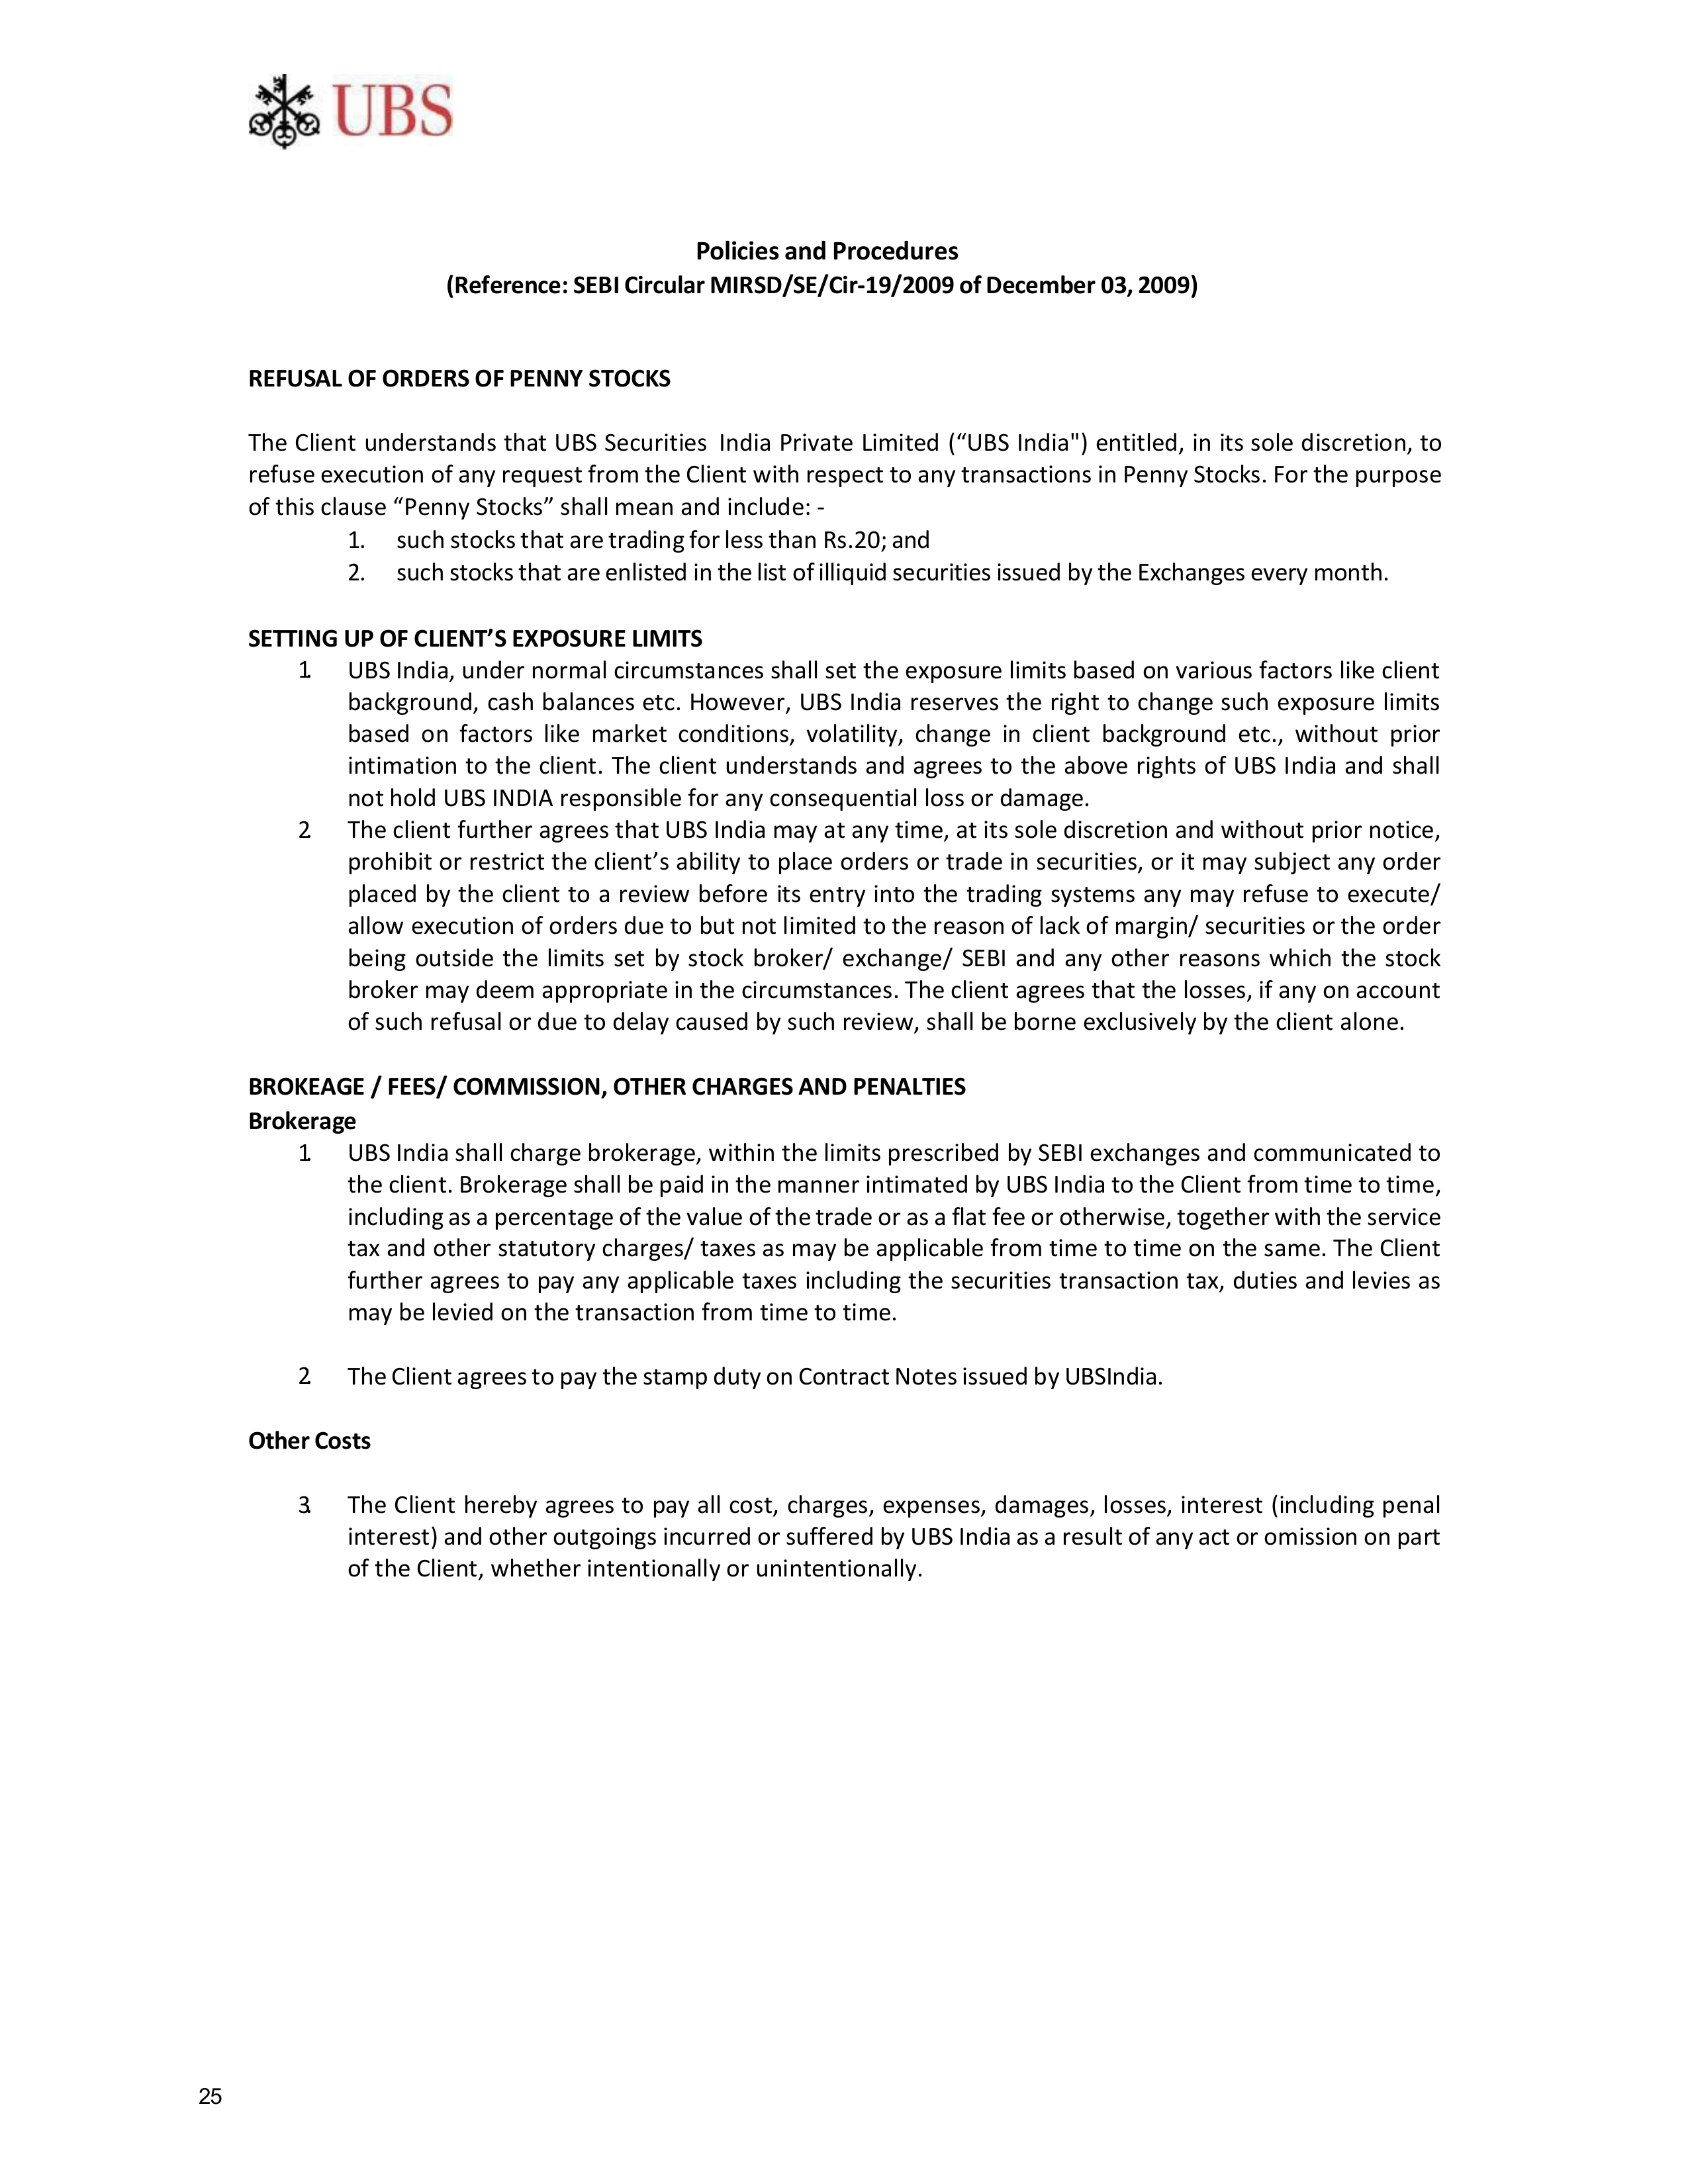 UBS
Policies and Procedures
(Reference: SEBI Circular MIRSD/SE/Cir-19/2009 of December 03, 2009)
REFUSAL OF ORDERS OF PENNY STOCKS
The Client understands that UBS Securities India Private Limited (“UBS India") entitled, in its sole discretion, to
refuse execution of any request from the Client with respect to any transactions in Penny Stocks. For the purpose
of this clause “Penny Stocks” shall mean and include: -
1. such stocks that are trading for less than Rs.20; and
2. such stocks that are enlisted in the list of illiquid securities issued by the Exchanges every month.
SETTING UP OF CLIENT’S EXPOSURE LIMITS
1. UBS India, under normal circumstances shall set the exposure limits based on various factors like client
background, cash balances etc. However, UBS India reserves the right to change such exposure limits
based on factors like market conditions, volatility, change in client background etc., without prior
intimation to the client. The client understands and agrees to the above rights of UBS India and shall
not hold UBS INDIA responsible for any consequential loss or damage.
2. The client further agrees that UBS India may at any time, at its sole discretion and without prior notice,
prohibit or restrict the client’s ability to place orders or trade in securities, or it may subject any order
placed by the client to a review before its entry into the trading systems any may refuse to execute/
allow execution of orders due to but not limited to the reason of lack of margin/ securities or the order
being outside the limits set by stock broker/ exchange/ SEBI and any other reasons which the stock
broker may deem appropriate in the circumstances. The client agrees that the losses, if any on account
of such refusal or due to delay caused by such review, shall be borne exclusively by the client alone.
BROKEAGE / FEES/ COMMISSION, OTHER CHARGES AND PENALTIES
Brokerage
1. UBS India shall charge brokerage, within the limits prescribed by SEBI exchanges and communicated to
the client. Brokerage shall be paid in the manner intimated by UBS India to the Client from time to time,
including as a percentage of the value of the trade or as a flat fee or otherwise, together with the service
tax and other statutory charges/ taxes as may be applicable from time to time on the same. The Client
further agrees to pay any applicable taxes including the securities transaction tax, duties and levies as
may be levied on the transaction from time to time.
2. The Client agrees to pay the stamp duty on Contract Notes issued by UBSIndia.
Other Costs
3. The Client hereby agrees to pay all cost, charges, expenses, damages, losses, interest (including penal
interest) and other outgoings incurred or suffered by UBS India as a result of any act or omission on part
of the Client, whether intentionally or unintentionally.
25